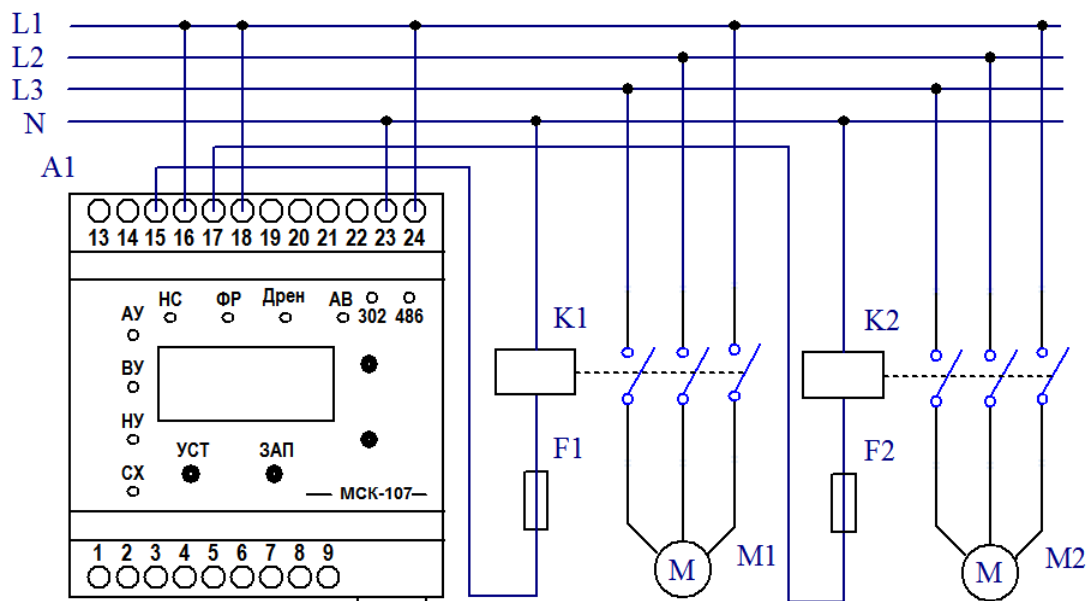 L1
L2
L3
N
A1
13 14 15 16 17 18 19 20 21 22 23 24
НС ФР Дрен АВ 302 486
АУ
ВУ
НУ
СХ
УСТ ЗАП
МСК-107
1 2 3 4 5 6 7 8 9
K1
F1
M M1
K2
F2
M M2